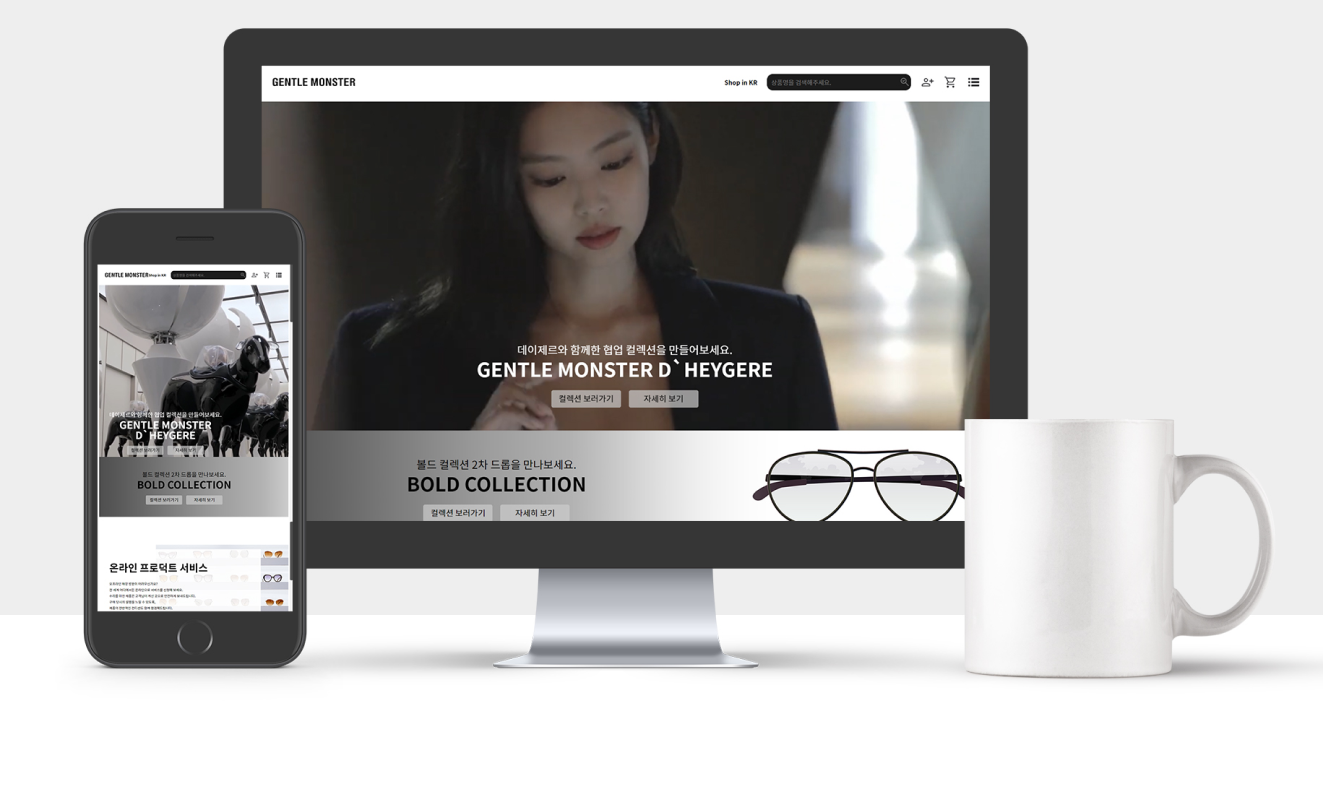 GENTLE MONSTER
Shop in KR
상품명을 검색해주세요.
데이제르와 함께한 협업 컬렉션을 만들어보세요.
GENTLE MONSTER D`HEYGERE
컬렉션 보러가기
자세히 보기
볼드 컬렉션 2차 드롭을 만나보세요.
BOLD COLLECTION
컬렉션 보러가기
자세히 보기
GENTLE MONSTER
Shop in KR
데이제르와 함께한 협업 컬렉션을 만들어보세요.
GENTLE MONSTER
D`HEYGERE
컬렉션 보러가기
자세히 보기
볼드 컬렉션 2차 드롭을 만나보세요.
BOLD COLLECTION
컬렉션 보러가기
자세히 보기
온라인 프로덕트 서비스